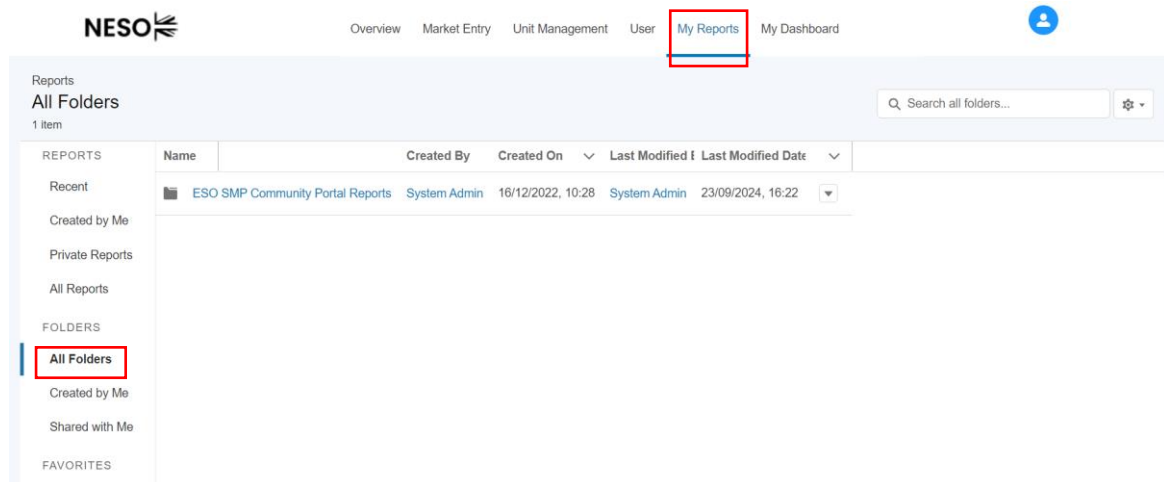 NESO
Overview Market Entry Unit Management User My Reports My Dashboard
Reports
All Folders
1 item
Search all folders...
REPORTS
Recent
Created by Me
Private Reports
All Reports
FOLDERS
All Folders
Created by Me
Shared with Me
FAVORITES
Name Created By Created On Last Modified E Last Modified Date
ESO SMP Community Portal Reports System Admin 16/12/2022, 10:28 System Admin 23/09/2024, 16:22